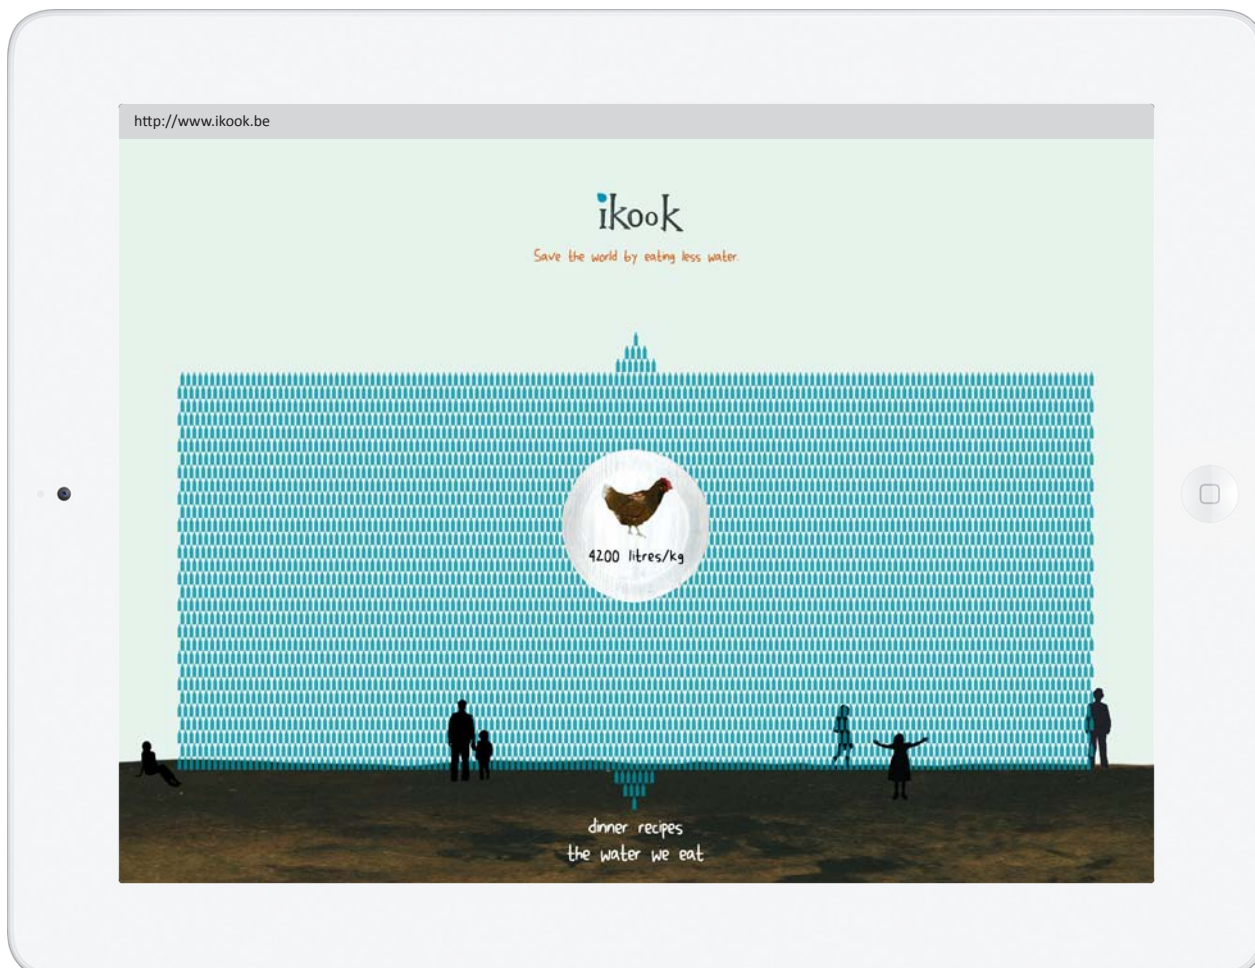 http://www.ikook.be
ikook
Save the world by eating less water.
4200 litres/kg
dinner recipes
the water we eat